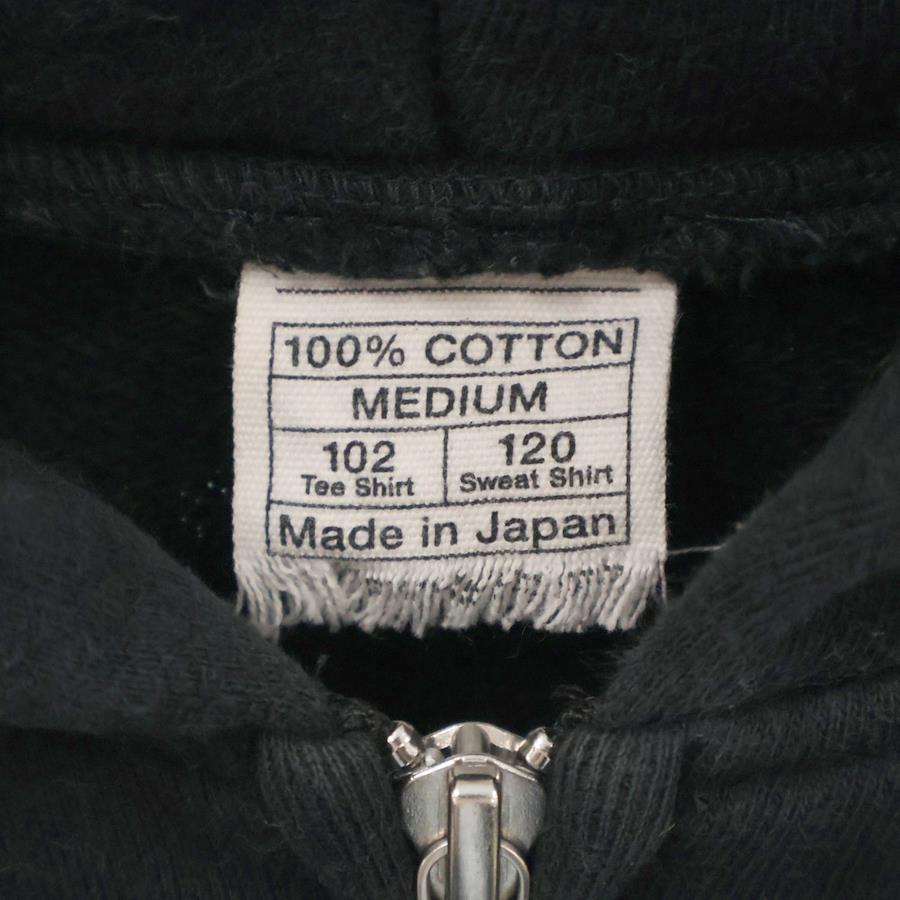 100% COTTON
MEDIUM
102
Tee Shirt
120
Sweat Shirt
Made in Japan